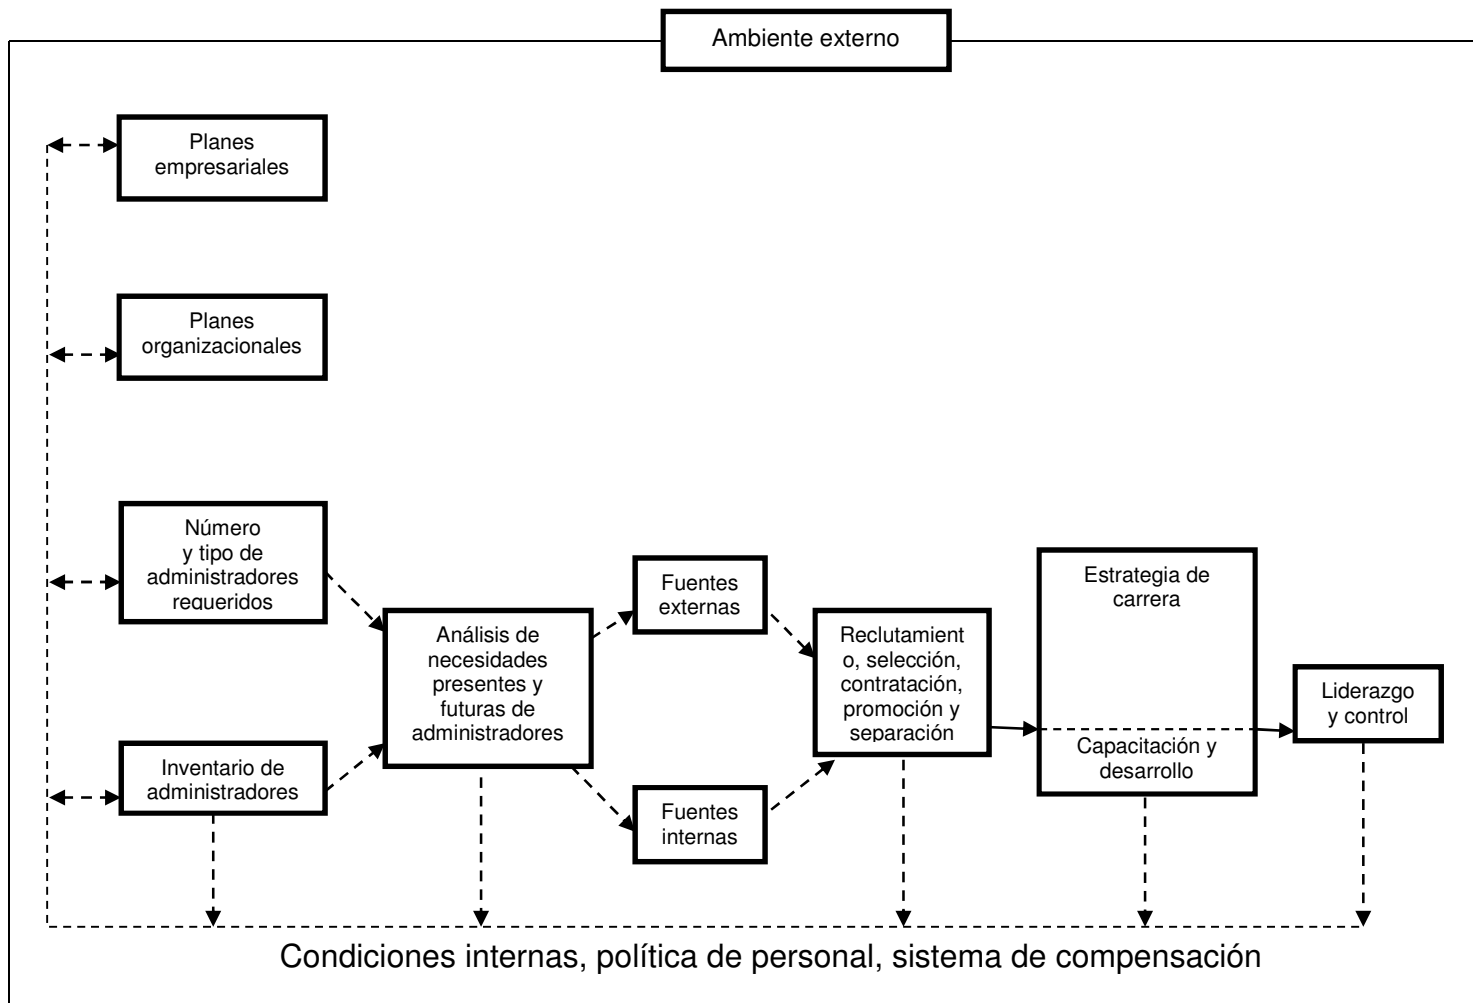 Ambiente externo
Planes
empresariales
Planes
organizacionales
Número
y tipo de
administradores
requeridos
Inventario de
administradores
Análisis de
necesidades
presentes y
futuras de
administradores
Fuentes
externas
Fuentes
internas
Reclutamient
o, selección,
contratación,
promoción y
separación
Estrategia de
carrera
Capacitación y
desarrollo
Liderazgo
y control
Condiciones internas, política de personal, sistema de compensación